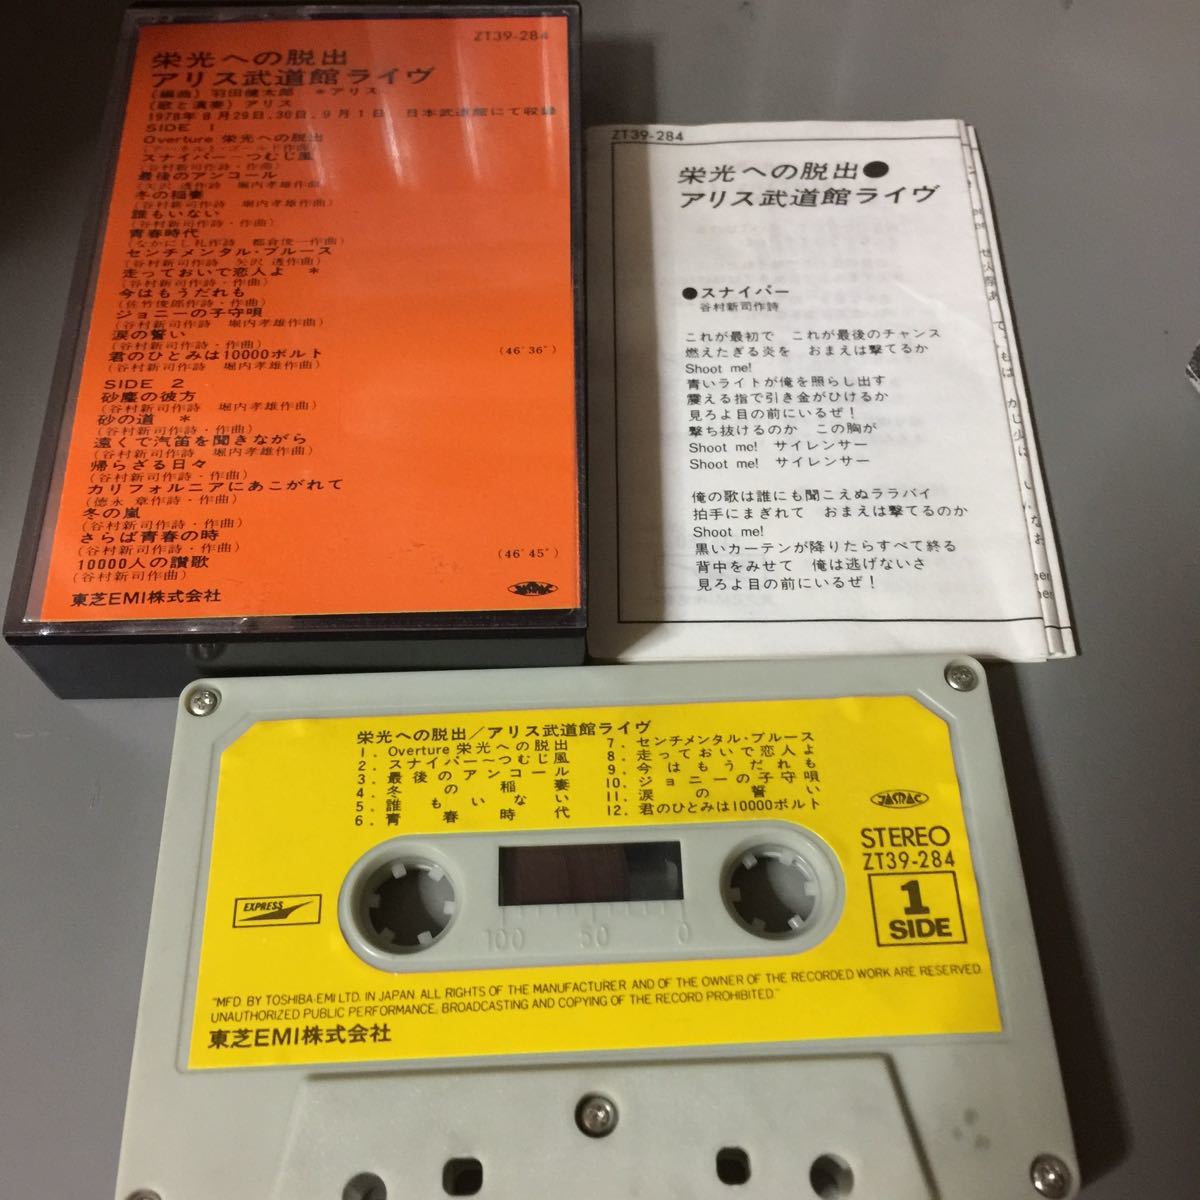 ZT39-284
栄光への脱出
アリス武道館ライヴ
(編曲) 羽田健太郎 *アリス
(歌と演奏) アリス
1978年8月29日、30日、9月1日 日本武道館にて収録
SIDE 1
Overture 栄光への脱出
スナイパー〜つむじ風
(谷村新司作詩・作曲)
最後のアンコール
(矢沢 透作詩 堀内孝雄作曲)
冬の稲妻
(谷村新司作詩 堀内孝雄作曲)
誰もいない
(谷村新司作詩・作曲)
青春時代
(なかにし礼作詩 都倉俊一作曲)
センチメンタル・ブルース
(谷村新司作詩 矢沢 透作曲)
走っておいで恋人よ *
(谷村新司作詩・作曲)
今はもうだれも
(佐竹俊郎作詩・作曲)
ジョニーの子守唄
(谷村新司作詩 堀内孝雄作曲)
涙の誓い
(谷村新司作詩・作曲)
君のひとみは10000ボルト (46'36")
(谷村新司作詩 堀内孝雄作曲)
SIDE 2
砂塵の彼方
(谷村新司作詩 堀内孝雄作曲)
砂の道 *
(谷村新司作詩・作曲)
遠くで汽笛を聞きながら
(谷村新司作詩 堀内孝雄作曲)
帰らざる日々
(谷村新司作詩・作曲)
カリフォルニアにあこがれて
(徳永 章作詩・作曲)
冬の嵐
(谷村新司作詩・作曲)
さらば青春の時
(谷村新司作詩・作曲)
10000人の讃歌 (46'45")
(谷村新司作曲)
東芝EMI株式会社
JASRAC
ZT39-284
栄光への脱出●
アリス武道館ライヴ
●スナイパー
谷村新司作詩
これが最初で これが最後のチャンス
燃えたぎる炎を おまえは撃てるか
Shoot me!
青いライトが俺を照らし出す
震える指で引き金がひけるか
見ろよ目の前にいるぜ!
撃ち抜けるのか この胸が
Shoot me! サイレンサー
Shoot me! サイレンサー
俺の歌は誰にも聞こえぬララバイ
拍手にまぎれて おまえは撃てるのか
Shoot me!
黒いカーテンが降りたらすべて終る
背中をみせて 俺は逃げないさ
見ろよ目の前にいるぜ!
栄光への脱出/アリス武道館ライヴ
1. Overture 栄光への脱出
2. スナイパー〜つむじ風
3. 最後のアンコール
4. 冬の稲妻
5. 誰もいない
6. 青春時代
7. センチメンタル・ブルース
8. 走っておいで恋人よ
9. 今はもうだれも
10. ジョニーの子守唄
11. 涙の誓い
12. 君のひとみは10000ボルト
JASRAC
STEREO
ZT39-284
1
SIDE
EXPRESS
100 50 0
"MFD. BY TOSHIBA-EMI LTD. IN JAPAN. ALL RIGHTS OF THE MANUFACTURER AND OF THE OWNER OF THE RECORDED WORK ARE RESERVED.
UNAUTHORIZED PUBLIC PERFORMANCE, BROADCASTING AND COPYING OF THE RECORD PROHIBITED."
東芝EMI株式会社